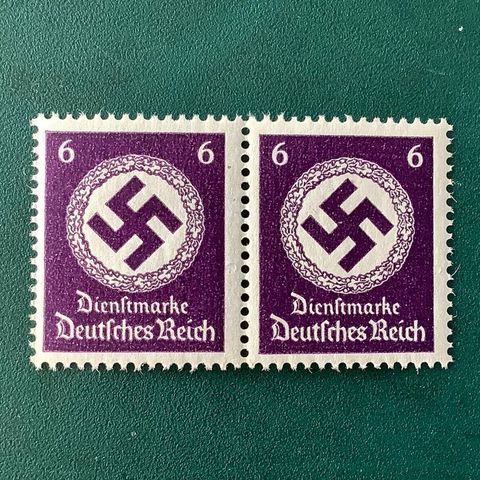 6 6
Dienſtmarke
Deutſches Reich
6 6
Dienſtmarke
Deutſches Reich